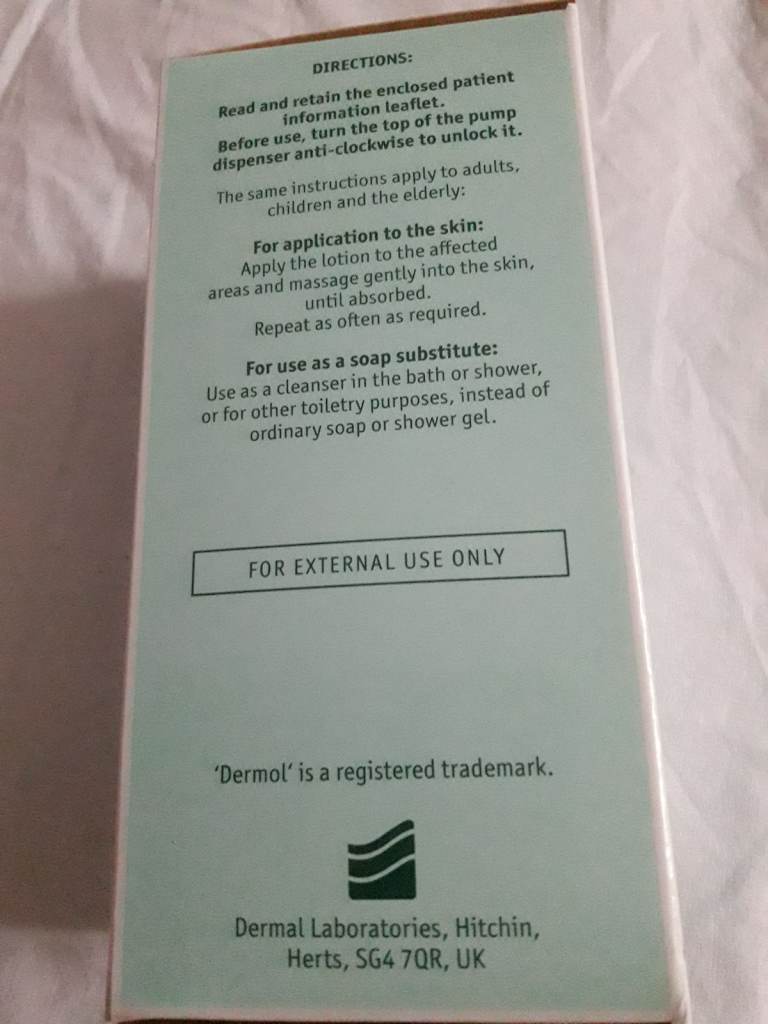 DIRECTIONS:
Read and retain the enclosed patient
information leaflet.
Before use, turn the top of the pump
dispenser anti-clockwise to unlock it.
The same instructions apply to adults,
children and the elderly:
For application to the skin:
Apply the lotion to the affected
areas and massage gently into the skin,
until absorbed.
Repeat as often as required.
For use as a soap substitute:
Use as a cleanser in the bath or shower,
or for other toiletry purposes, instead of
ordinary soap or shower gel.
FOR EXTERNAL USE ONLY
‘Dermol‘ is a registered trademark.
Dermal Laboratories, Hitchin,
Herts, SG4 7QR, UK